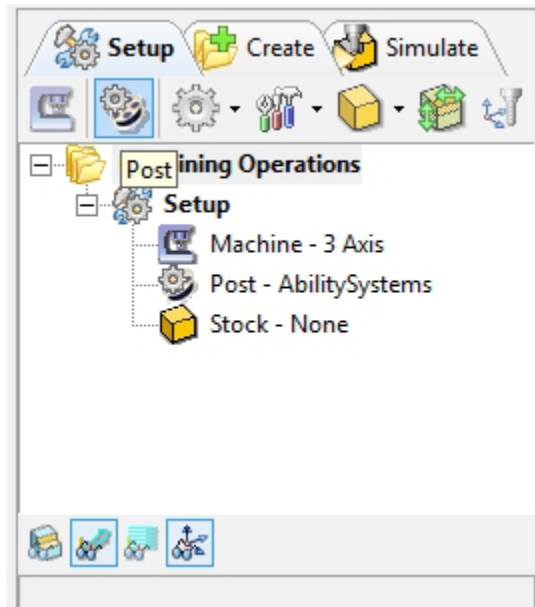 Setup Create Simulate
Post ining Operations
Setup
Machine - 3 Axis
Post - AbilitySystems
Stock - None